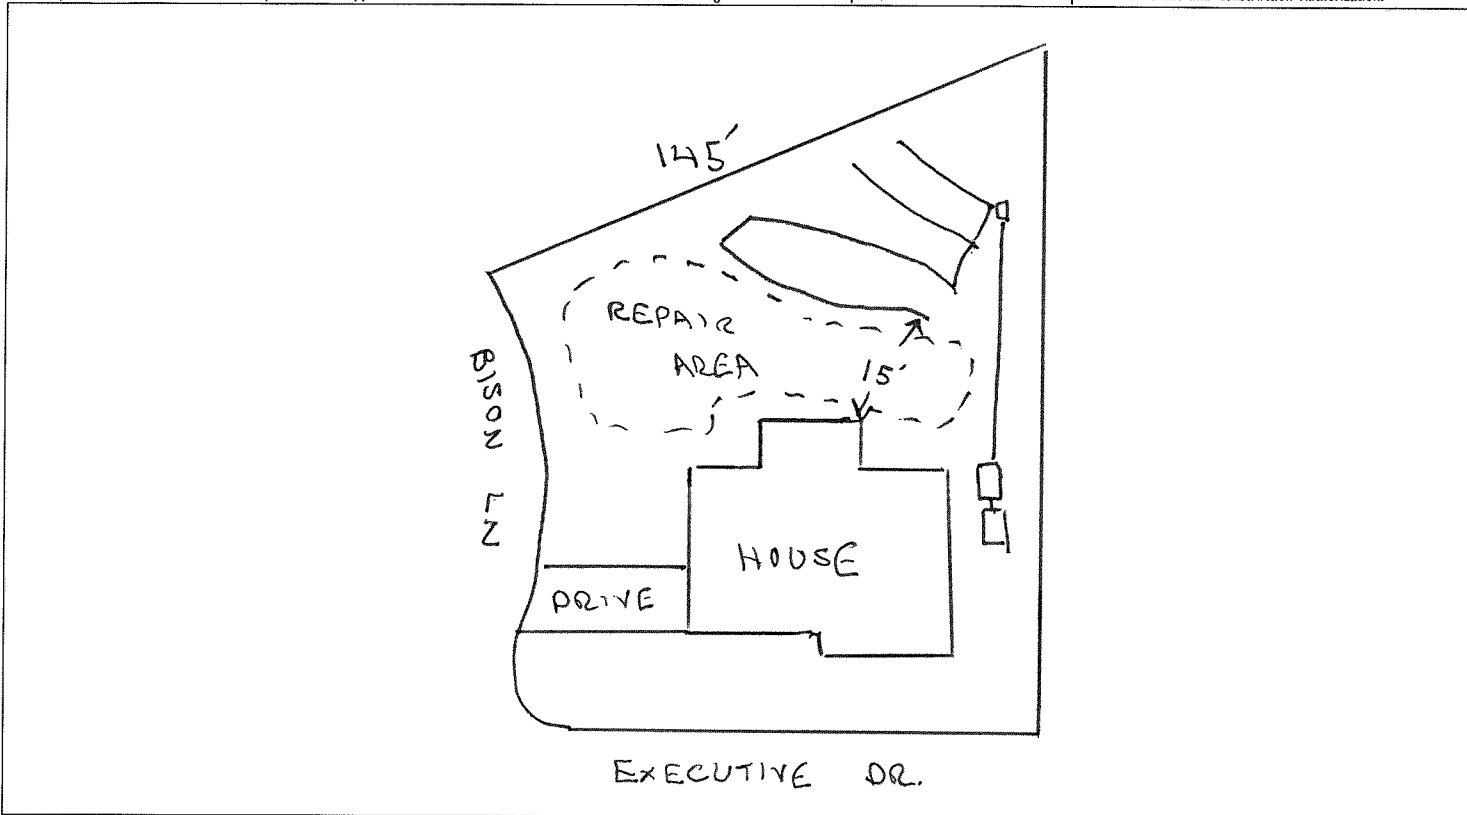 145'
REPAIR
AREA
15'
BISON LN
HOUSE
DRIVE
EXECUTIVE DR.